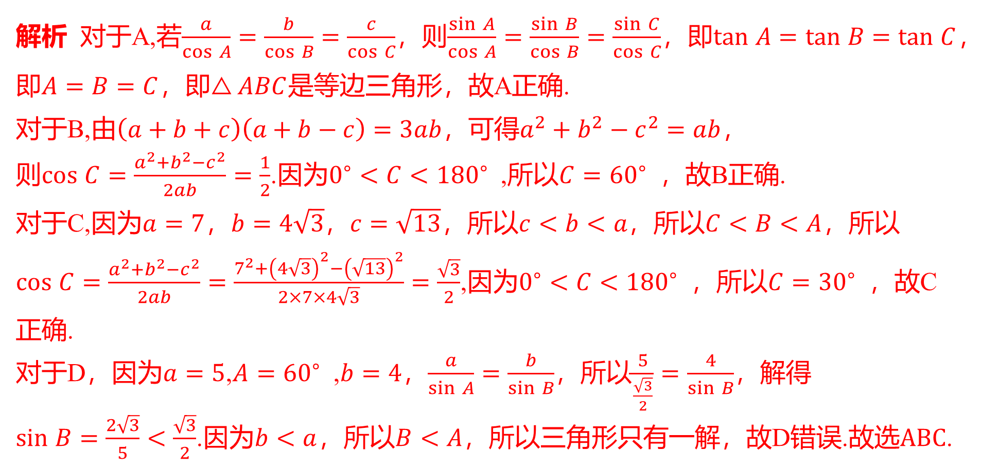 解析 对于A,若$\frac{a}{\cos A}=\frac{b}{\cos B}=\frac{c}{\cos C}$，则$\frac{\sin A}{\cos A}=\frac{\sin B}{\cos B}=\frac{\sin C}{\cos C}$，即$\tan A=\tan B=\tan C$，
即$A=B=C$，即△$ABC$是等边三角形，故A正确.
对于B,由$(a+b+c)(a+b-c)=3ab$，可得$a^2+b^2-c^2=ab$，
则$\cos C=\frac{a^2+b^2-c^2}{2ab}=\frac{1}{2}$.因为$0°<C<180°$,所以$C=60°$，故B正确.
对于C,因为$a=7$，$b=4\sqrt{3}$，$c=\sqrt{13}$，所以$c<b<a$，所以$C<B<A$，所以
$\cos C=\frac{a^2+b^2-c^2}{2ab}=\frac{7^2+(4\sqrt{3})^2-(\sqrt{13})^2}{2×7×4\sqrt{3}}=\frac{\sqrt{3}}{2}$,因为$0°<C<180°$，所以$C=30°$，故C
正确.
对于D，因为$a=5$,$A=60°$,$b=4$，$\frac{a}{\sin A}=\frac{b}{\sin B}$，所以$\frac{5}{\frac{\sqrt{3}}{2}}=\frac{4}{\sin B}$，解得
$\sin B=\frac{2\sqrt{3}}{5}<\frac{\sqrt{3}}{2}$.因为$b<a$，所以$B<A$，所以三角形只有一解，故D错误.故选ABC.